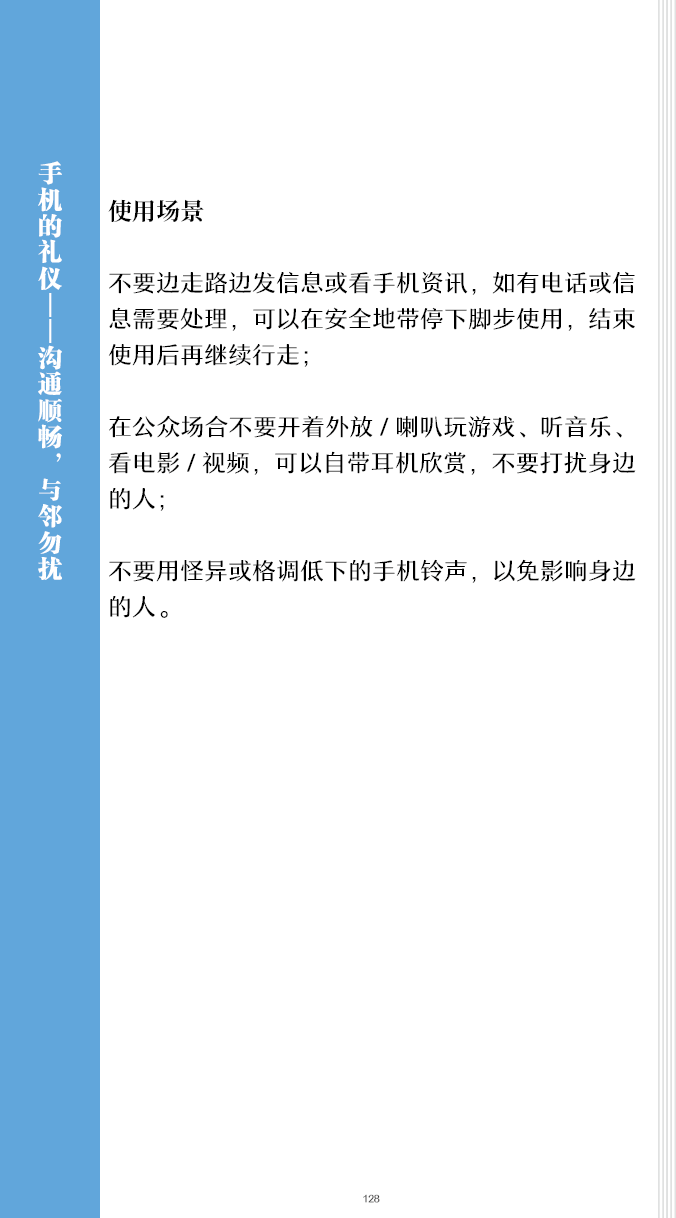 手机的礼仪——沟通顺畅，与邻勿扰
使用场景
不要边走路边发信息或看手机资讯，如有电话或信
息需要处理，可以在安全地带停下脚步使用，结束
使用后再继续行走；
在公众场合不要开着外放 / 喇叭玩游戏、听音乐、
看电影 / 视频，可以自带耳机欣赏，不要打扰身边
的人；
不要用怪异或格调低下的手机铃声，以免影响身边
的人。
128